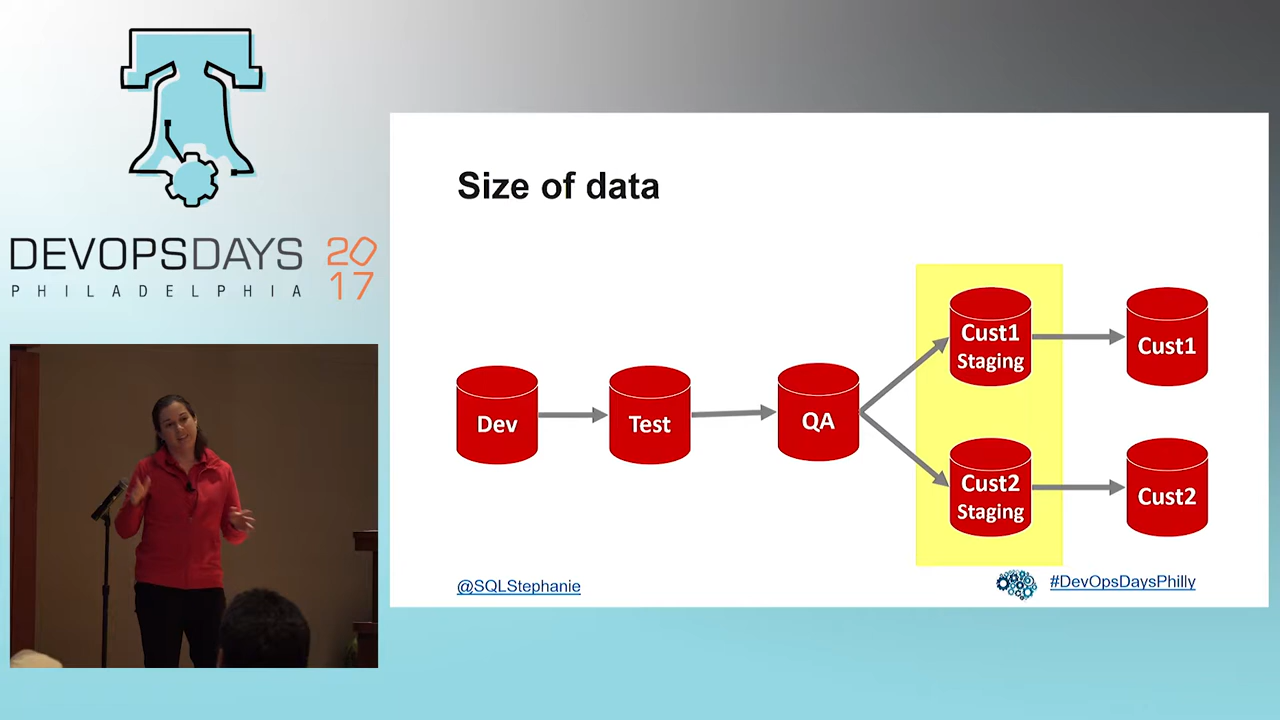 DEVOPSDAYS 2017
PHILADELPHIA
Size of data
Dev
Test
QA
Cust1
Staging
Cust1
Cust2
Staging
Cust2
@SQLStephanie
#DevOpsDaysPhilly